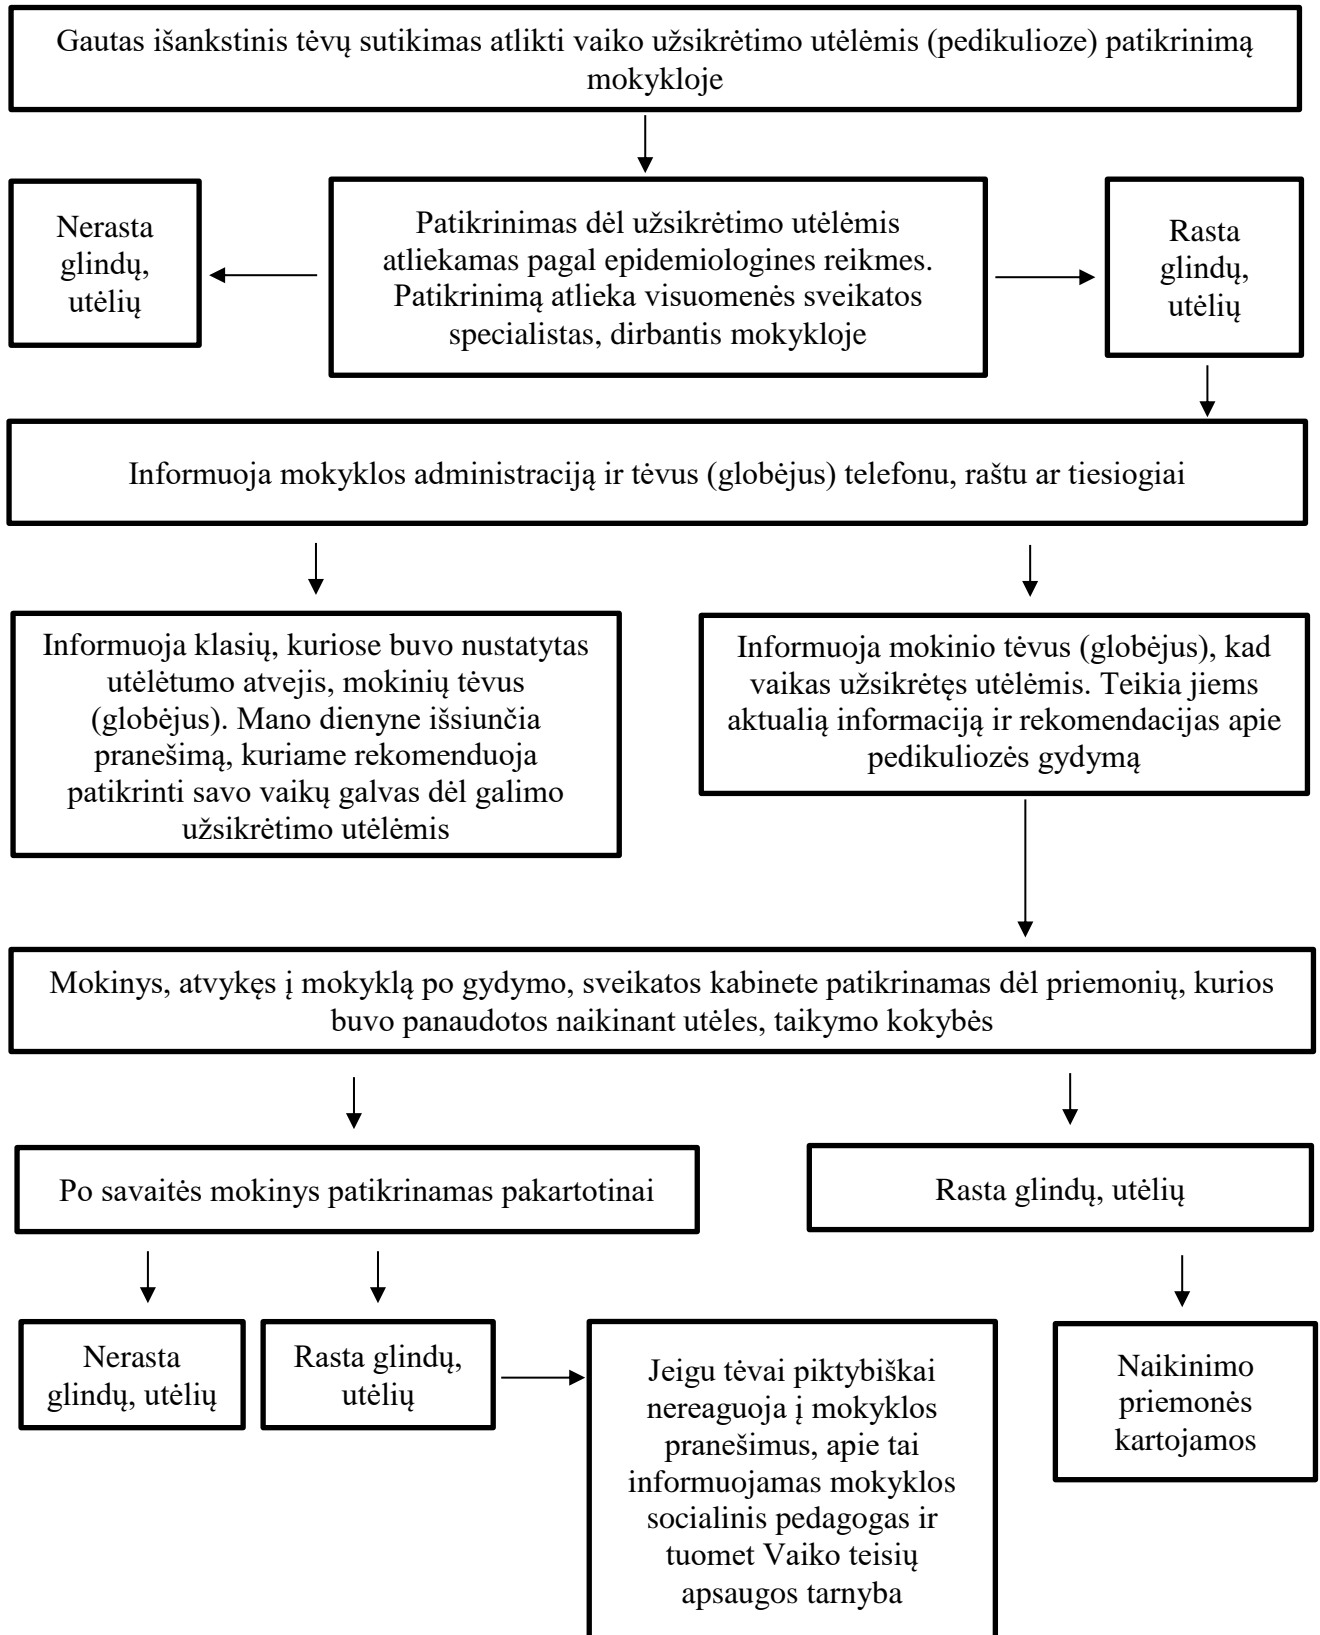 Gautas išankstinis tėvų sutikimas atlikti vaiko užsikrėtimo utėlėmis (pedikulioze) patikrinimą
mokykloje
Nerasta
glindų,
utėlių
Patikrinimas dėl užsikrėtimo utėlėmis
atliekamas pagal epidemiologines reikmes.
Patikrinimą atlieka visuomenės sveikatos
specialistas, dirbantis mokykloje
Rasta
glindų,
utėlių
Informuoja mokyklos administraciją ir tėvus (globėjus) telefonu, raštu ar tiesiogiai
Informuoja klasių, kuriose buvo nustatytas
utėlėtumo atvejis, mokinių tėvus
(globėjus). Mano dienyne išsiunčia
pranešimą, kuriame rekomenduoja
patikrinti savo vaikų galvas dėl galimo
užsikrėtimo utėlėmis
Informuoja mokinio tėvus (globėjus), kad
vaikas užsikrėtęs utėlėmis. Teikia jiems
aktualią informaciją ir rekomendacijas apie
pedikuliozės gydymą
Mokinys, atvykęs į mokyklą po gydymo, sveikatos kabinete patikrinamas dėl priemonių, kurios
buvo panaudotos naikinant utėles, taikymo kokybės
Po savaitės mokinys patikrinamas pakartotinai
Rasta glindų, utėlių
Nerasta
glindų, utėlių
Rasta glindų,
utėlių
Jeigu tėvai piktybiškai
nereaguoja į mokyklos
pranešimus, apie tai
informuojamas mokyklos
socialinis pedagogas ir
tuomet Vaiko teisių
apsaugos tarnyba
Naikinimo
priemonės
kartojamos